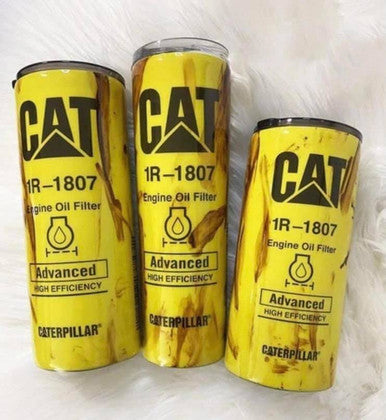 CAT
1R-1807
Engine Oil Filter
Advanced
HIGH EFFICIENCY
CATERPILLAR®
CAT
1R-1807
Engine Oil Filter
Advanced
HIGH EFFICIENCY
CATERPILLAR®
CAT
1R-1807
Engine Oil Filter
Advanced
HIGH EFFICIENCY
CATERPILLAR®